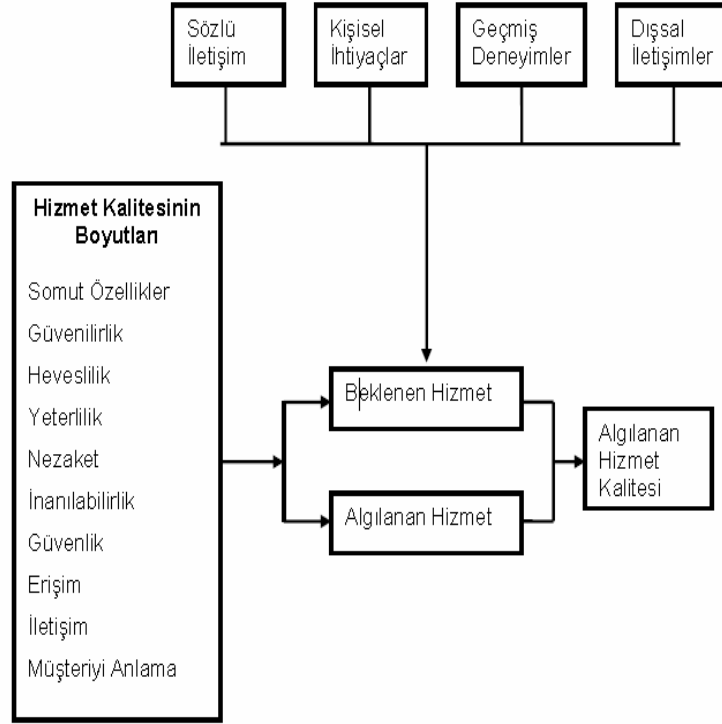 Sözlü
İletişim
Kişisel
İhtiyaçlar
Geçmiş
Deneyimler
Dışsal
İletişimler
Hizmet Kalitesinin
Boyutları
Somut Özellikler
Güvenilirlik
Heveslilik
Yeterlilik
Nezaket
İnanılabilirlik
Güvenlik
Erişim
İletişim
Müşteriyi Anlama
Beklenen Hizmet
Algılanan Hizmet
Algılanan
Hizmet
Kalitesi